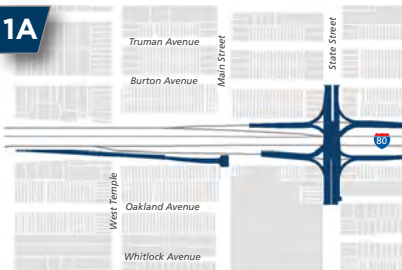 1A
Truman Avenue
Main Street
State Street
Burton Avenue
80
West Temple
Oakland Avenue
Whitlock Avenue